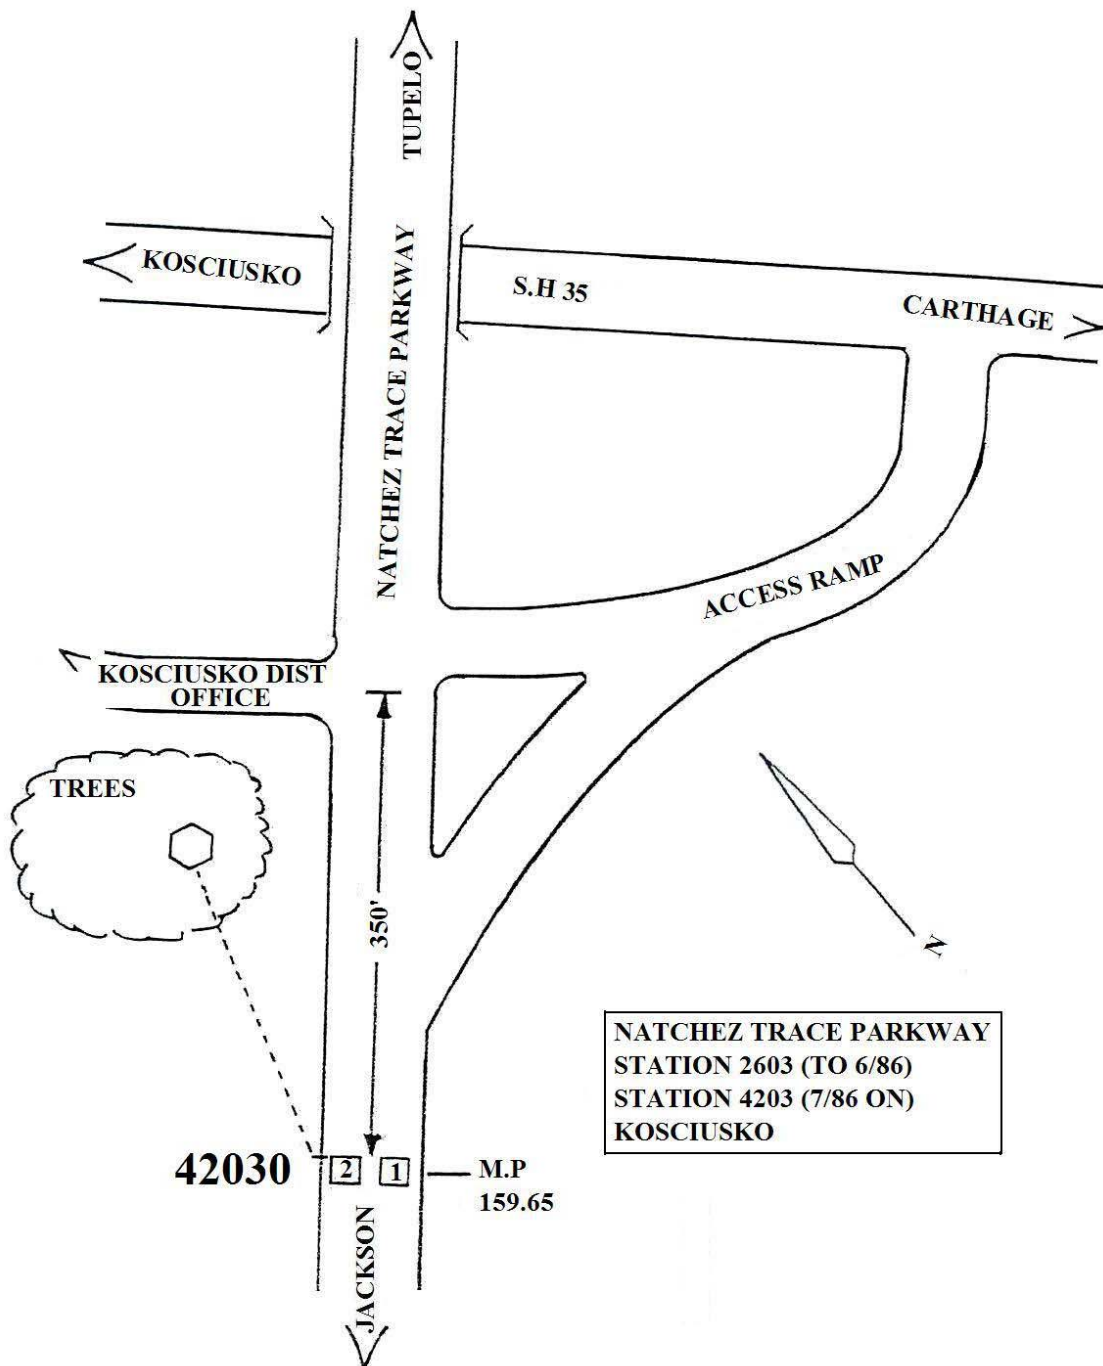 TUPELO
KOSCIUSKO
S.H 35
CARTHAGE
NATCHEZ TRACE PARKWAY
ACCESS RAMP
KOSCIUSKO DIST
OFFICE
TREES
350'
N
NATCHEZ TRACE PARKWAY
STATION 2603 (TO 6/86)
STATION 4203 (7/86 ON)
KOSCIUSKO
42030
2
1
M.P
159.65
JACKSON